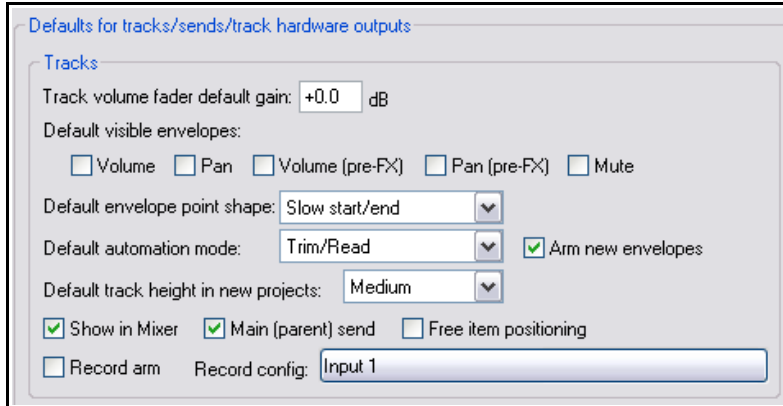 Defaults for tracks/sends/track hardware outputs
Tracks
Track volume fader default gain: +0.0 dB
Default visible envelopes:
Volume Pan Volume (pre-FX) Pan (pre-FX) Mute
Default envelope point shape: Slow start/end
Default automation mode: Trim/Read Arm new envelopes
Default track height in new projects: Medium
Show in Mixer Main (parent) send Free item positioning
Record arm Record config: Input 1